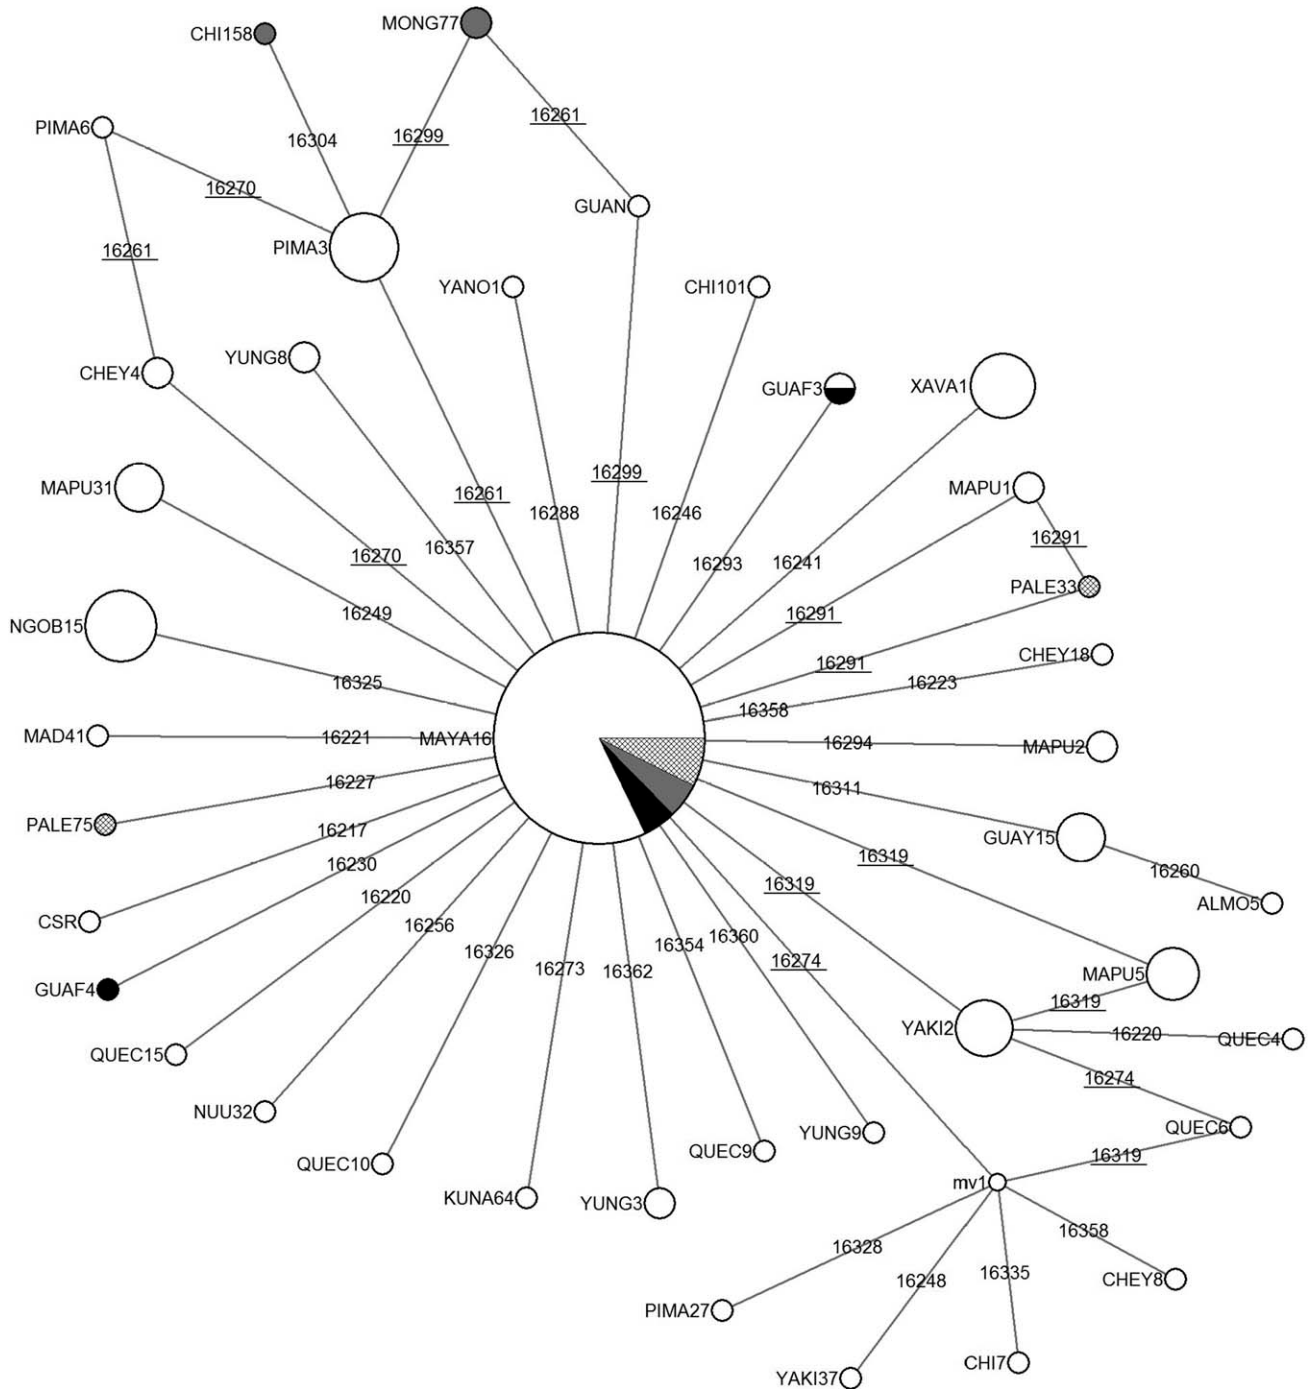 MONG77
CHI158
16261
PIMA6
16304
16299
16270
GUAN
PIMA3
16261
YANO1
CHI101
YUNG8
CHEY4
GUAF3
XAVA1
16299
MAPU31
16261
MAPU1
16288
16246
16291
16357
16270
16293
16241
PALE33
16249
16291
NGOB15
CHEY18
16291
16325
16223
16358
MAD41
16221
MAYA16
16294
MAPU2
16227
16311
PALE75
16217
GUAY15
16319
16230
16260
16319
16220
ALMO5
CSR
16256
16360
16354
16326
16274
16273
16362
MAPU5
GUAF4
16319
YAKI2
16220
QUEC4
QUEC15
16274
NUU32
QUEC6
YUNG9
QUEC9
16319
QUEC10
mv1
KUNA64
YUNG3
16358
16328
16335
16248
CHEY8
PIMA27
CHI7
YAKI37